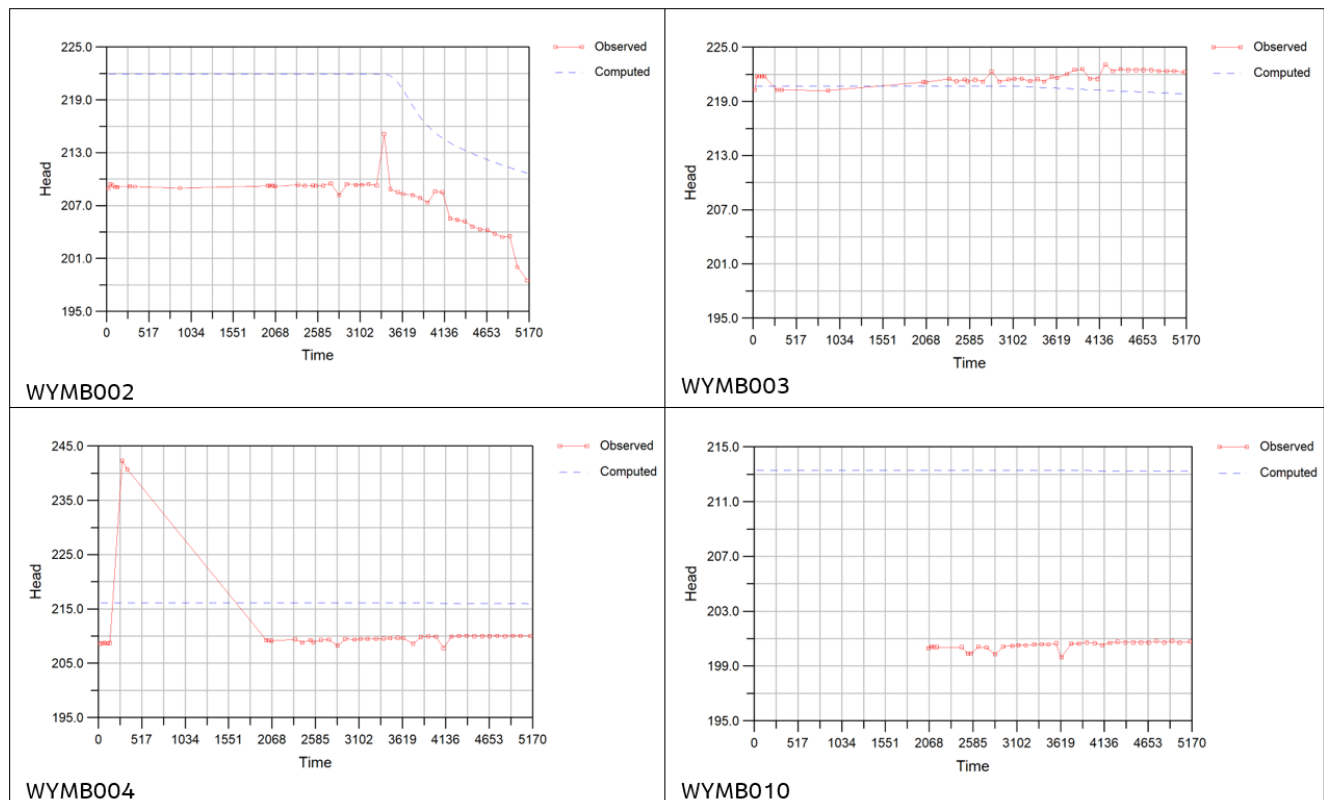 225.0
219.0
213.0
207.0
201.0
195.0
Head
0 517 1034 1551 2068 2585 3102 3619 4136 4653 5170
Time
Observed
Computed
WYMB002
225.0
219.0
213.0
207.0
201.0
195.0
Head
0 517 1034 1551 2068 2585 3102 3619 4136 4653 5170
Time
Observed
Computed
WYMB003
245.0
235.0
225.0
215.0
205.0
195.0
Head
0 517 1034 1551 2068 2585 3102 3619 4136 4653 5170
Time
Observed
Computed
WYMB004
215.0
211.0
207.0
203.0
199.0
195.0
Head
0 517 1034 1551 2068 2585 3102 3619 4136 4653 5170
Time
Observed
Computed
WYMB010